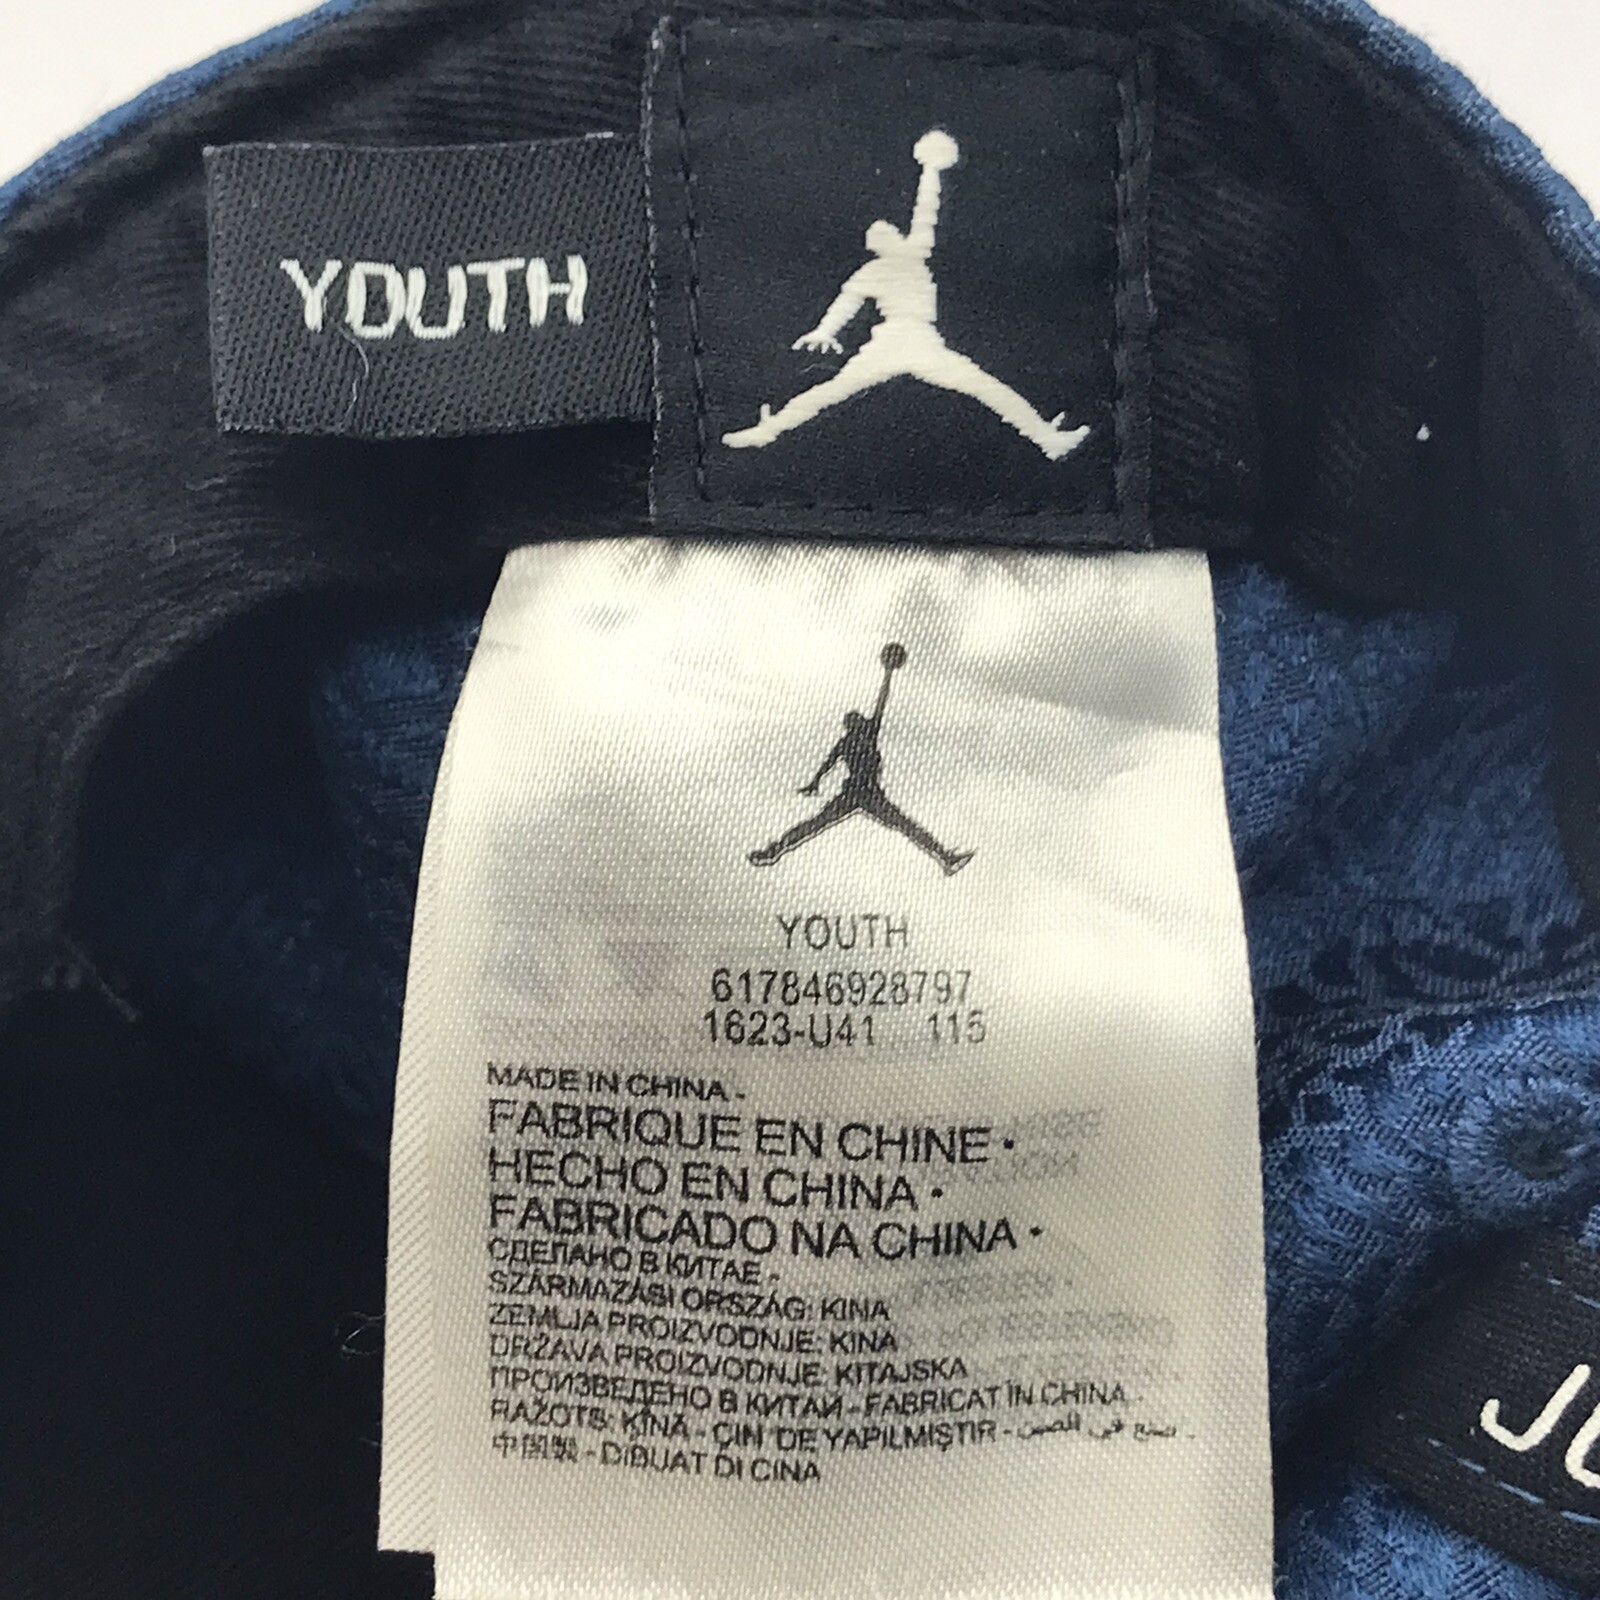 YOUTH
YOUTH
617846928797
1623-U41 115
MADE IN CHINA -
FABRIQUE EN CHINE •
HECHO EN CHINA •
FABRICADO NA CHINA •
СДЕЛАНО В КИТАЕ -
SZÁRMAZÁSI ORSZÁG: KINA
ZEMLJA PROIZVODNJE: KINA
DRŽAVA PROIZVODNJE: KITAJSKA
ПРОИЗВЕДЕНО В КИТАЙ - FABRICAT ÎN CHINA -
RAŽOTS: ĶĪNĀ - ÇIN' DE YAPILMIŞTIR - صنع في الصين -
中国製 - DIBUAT DI CINA